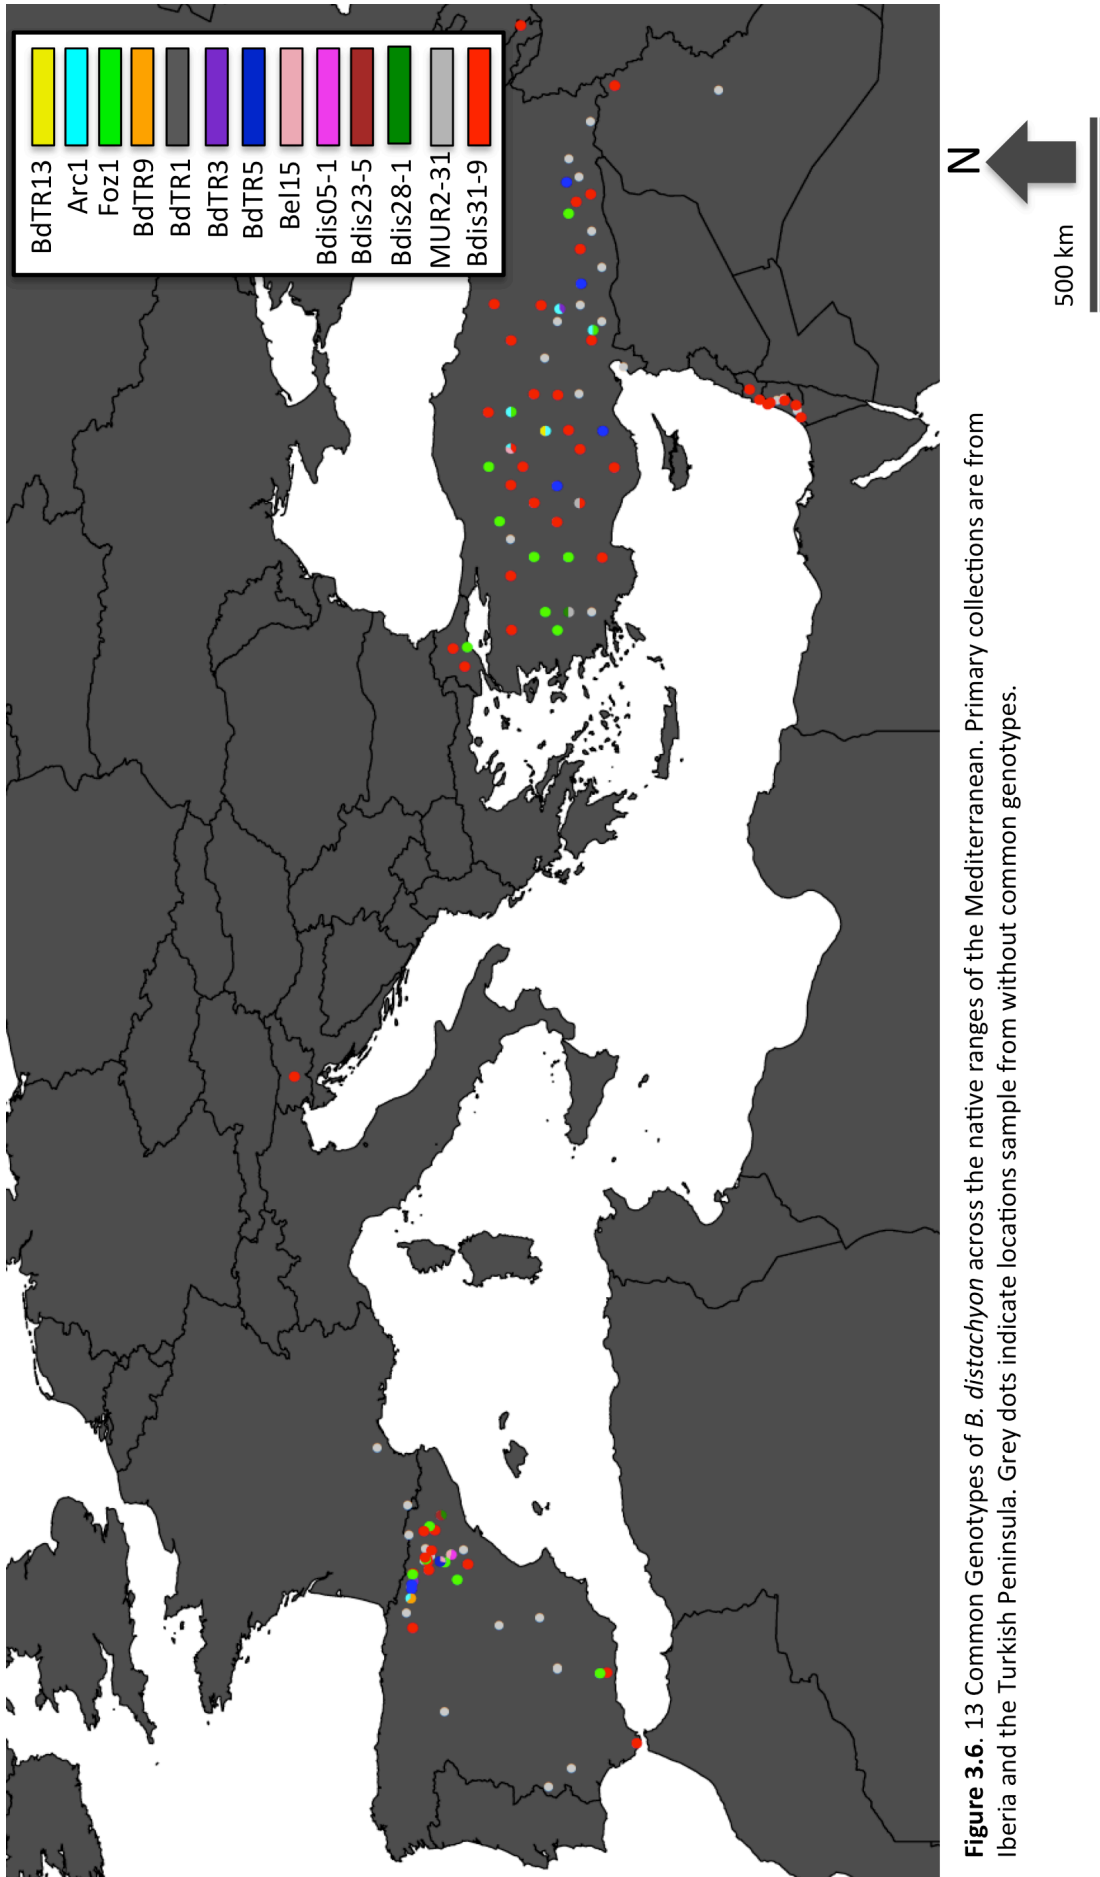 BdTR13
Arc1
Foz1
BdTR9
BdTR1
BdTR3
BdTR5
Bel15
Bdis05-1
Bdis23-5
Bdis28-1
MUR2-31
Bdis31-9
N
500 km
Figure 3.6. 13 Common Genotypes of B. distachyon across the native ranges of the Mediterranean. Primary collections are from
Iberia and the Turkish Peninsula. Grey dots indicate locations sample from without common genotypes.